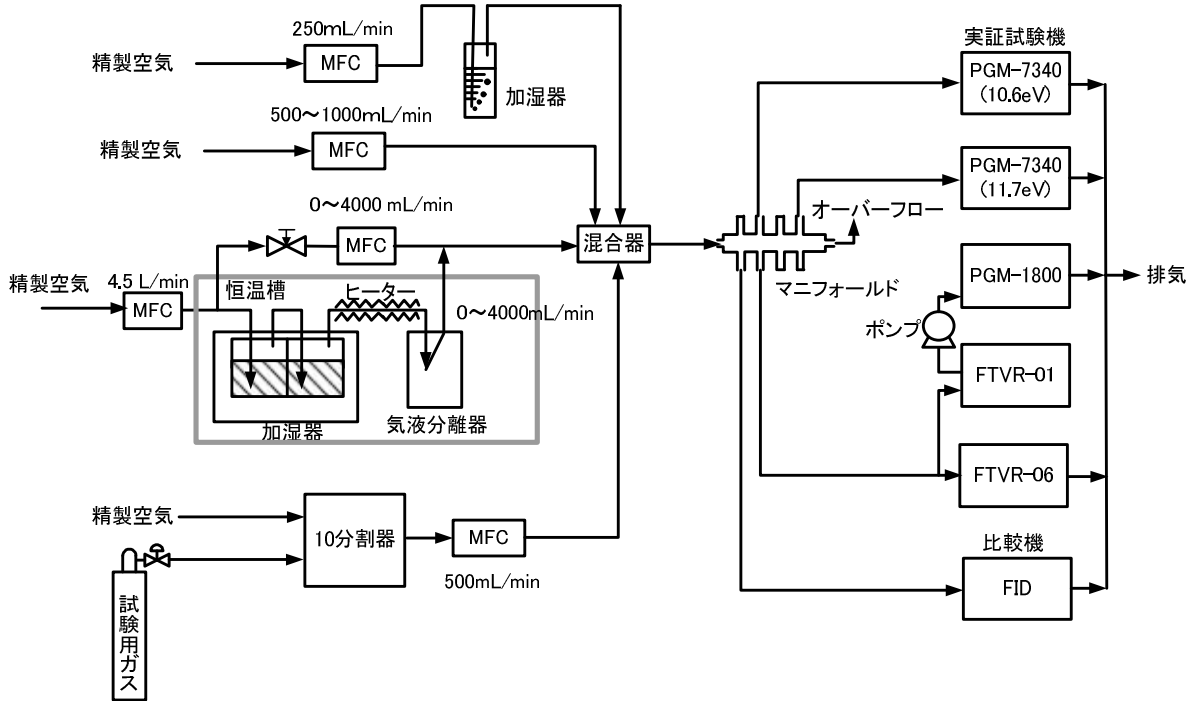 250mL/min
精製空気
MFC
加湿器
500～1000mL/min
精製空気
MFC
0～4000 mL/min
MFC
混合器
精製空気
4.5 L/min
MFC
恒温槽
ヒーター
0～4000mL/min
加湿器
気液分離器
精製空気
10分割器
MFC
500mL/min
試験用ガス
実証試験機
PGM-7340
(10.6eV)
PGM-7340
(11.7eV)
オーバーフロー
マニフォールド
PGM-1800
排気
ポンプ
FTVR-01
FTVR-06
比較機
FID